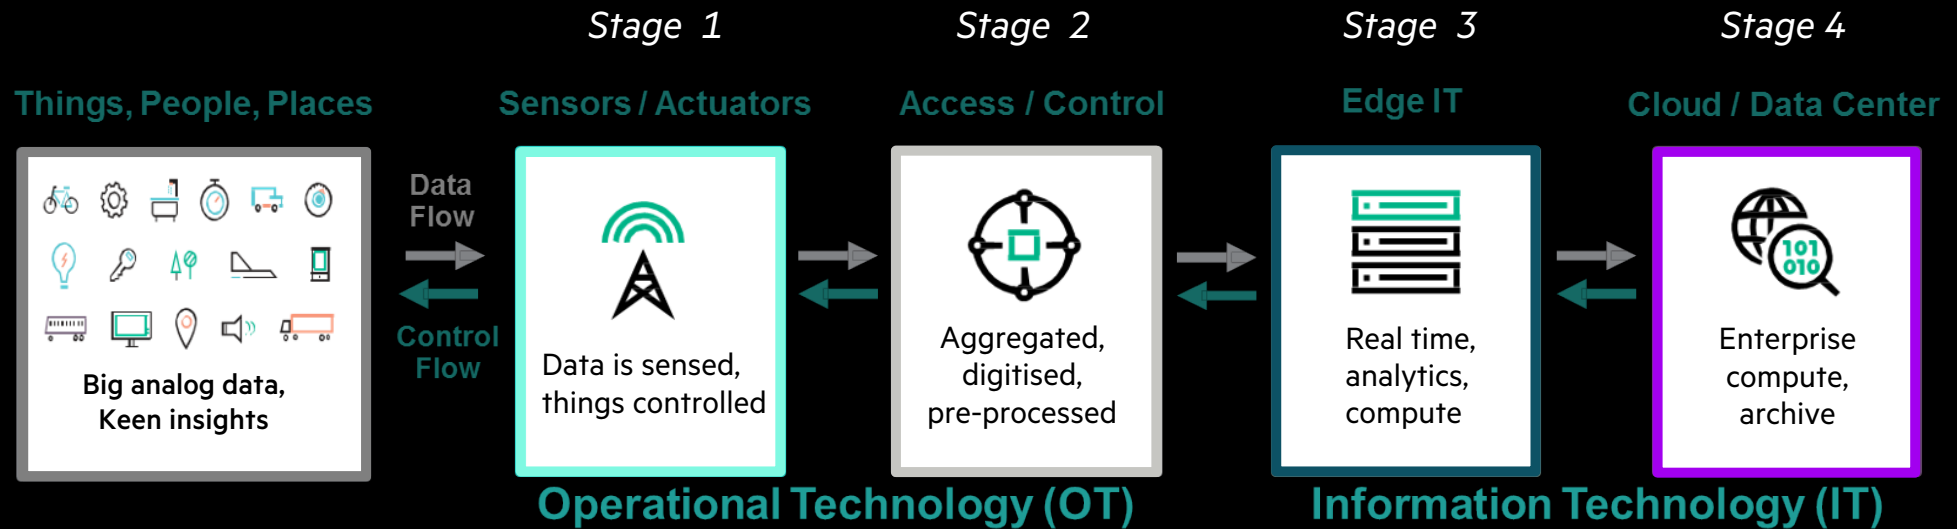 Stage 1
Stage 2
Stage 3
Stage 4
Things, People, Places
Sensors / Actuators
Access / Control
Edge IT
Cloud / Data Center
Big analog data,
Keen insights
Data
Flow
Control
Flow
Data is sensed,
things controlled
Aggregated,
digitised,
pre-processed
Real time,
analytics,
compute
101
010
Enterprise
compute,
archive
Operational Technology (OT)
Information Technology (IT)